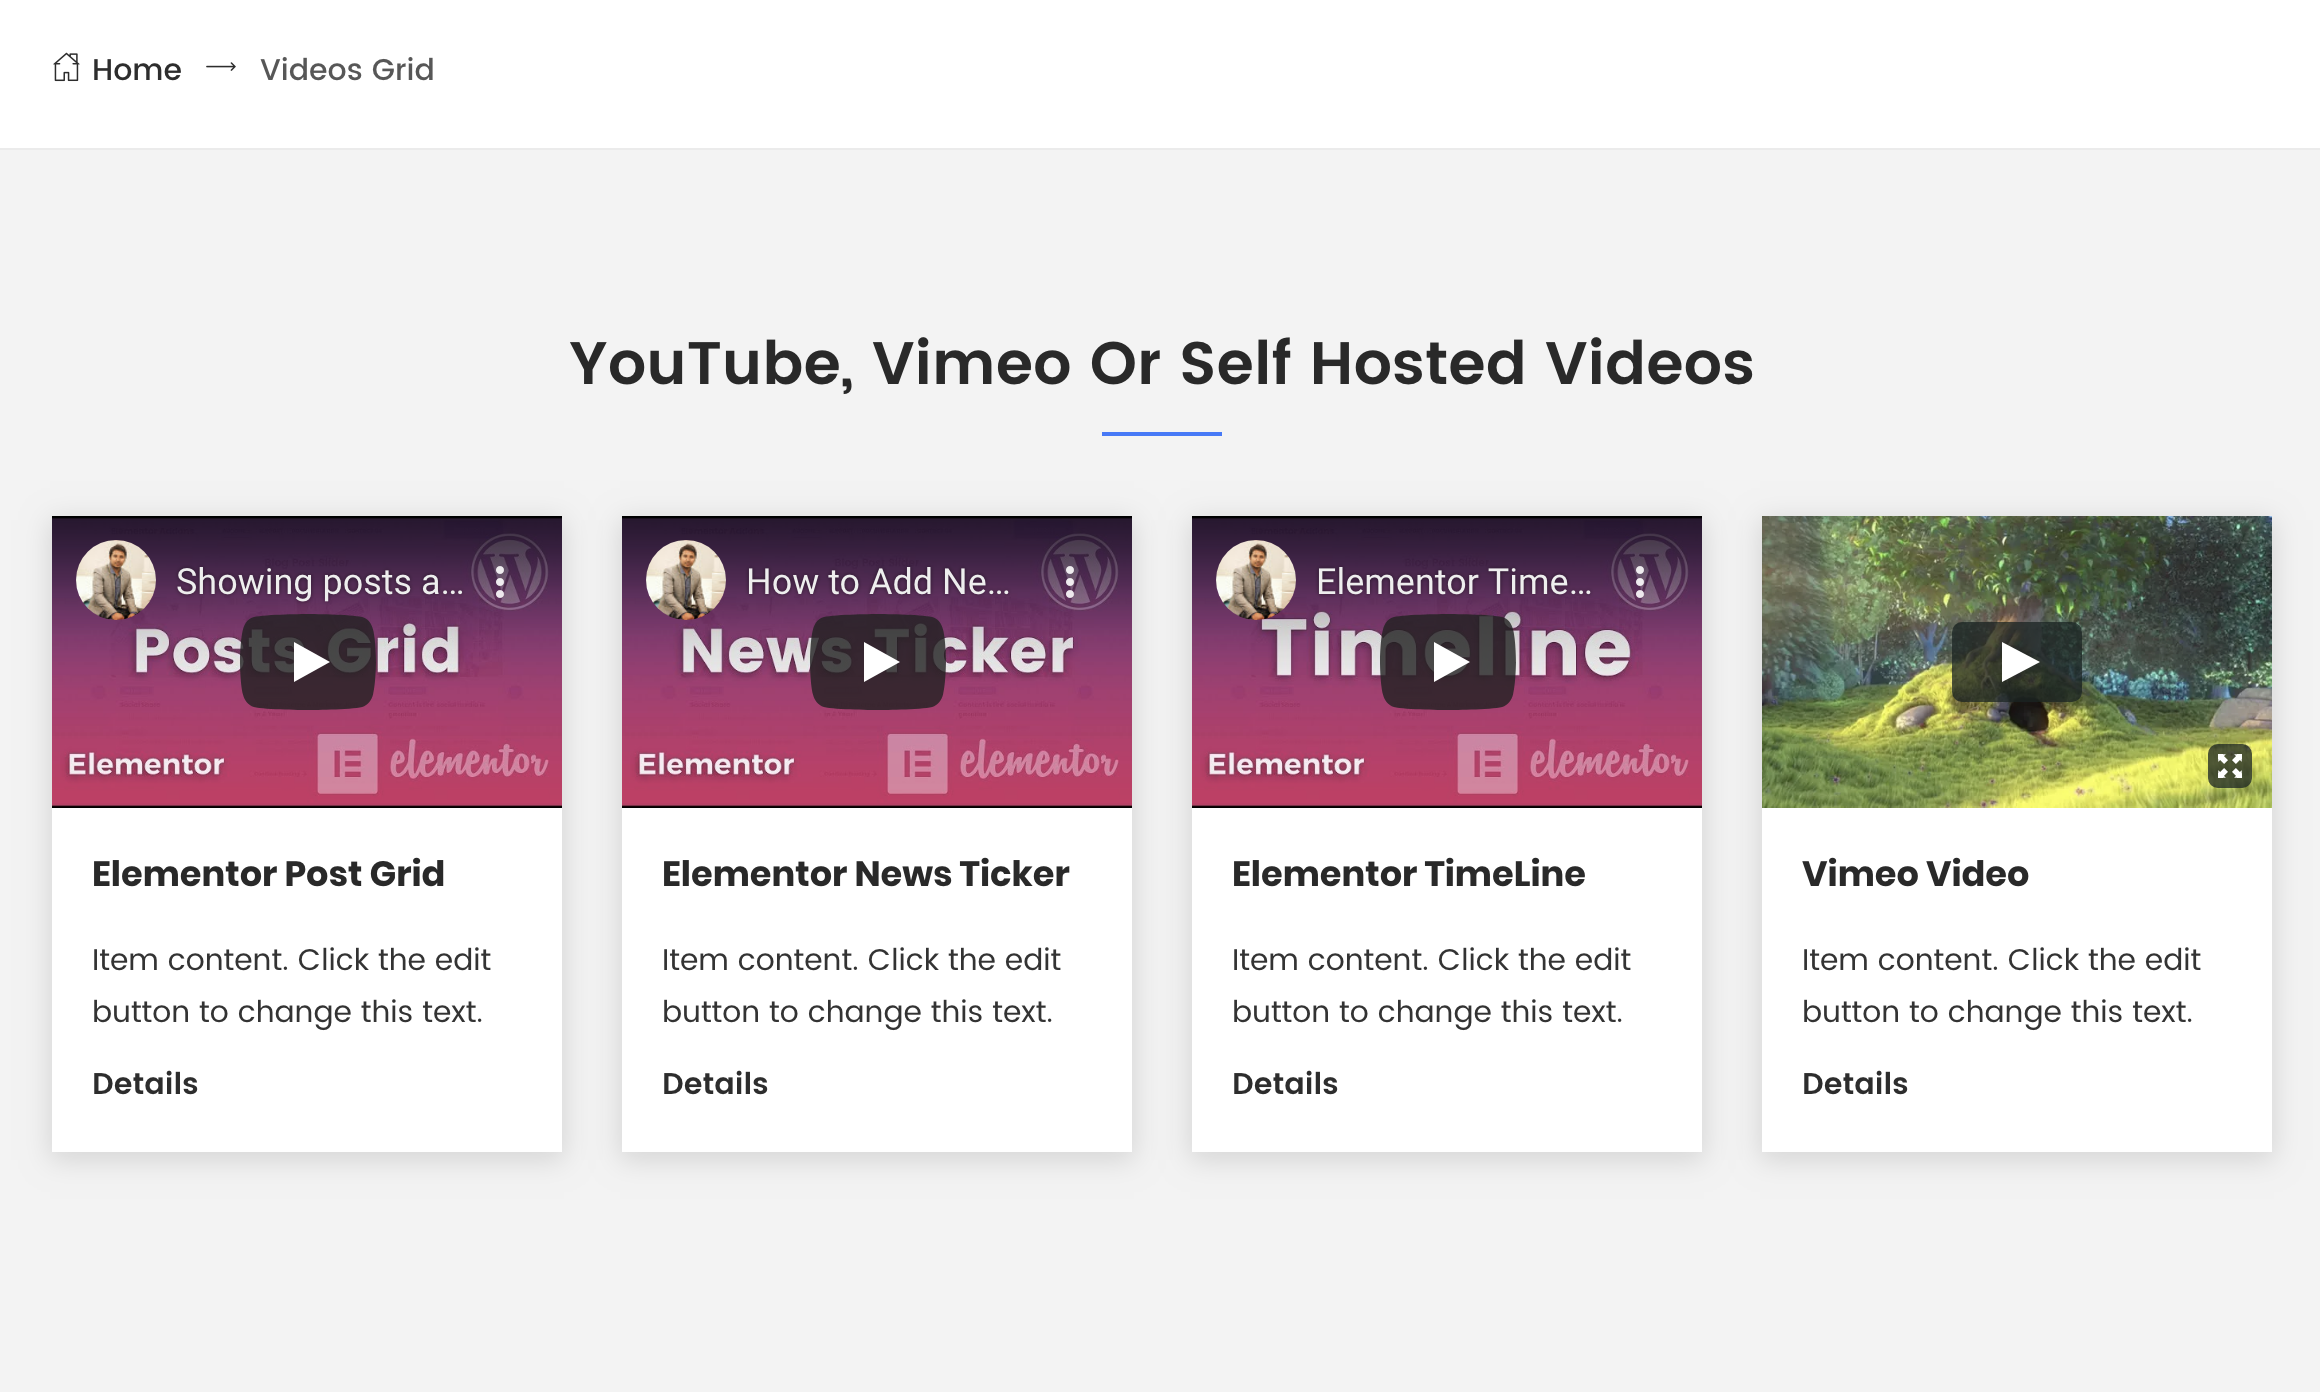 Home → Videos Grid
YouTube, Vimeo Or Self Hosted Videos
Showing posts a...
Posts Grid
Elementor
elementor
How to Add Ne...
News Ticker
Elementor
elementor
Elementor Time...
Timeline
Elementor
elementor
Elementor Post Grid
Item content. Click the edit
button to change this text.
Details
Elementor News Ticker
Item content. Click the edit
button to change this text.
Details
Elementor TimeLine
Item content. Click the edit
button to change this text.
Details
Vimeo Video
Item content. Click the edit
button to change this text.
Details